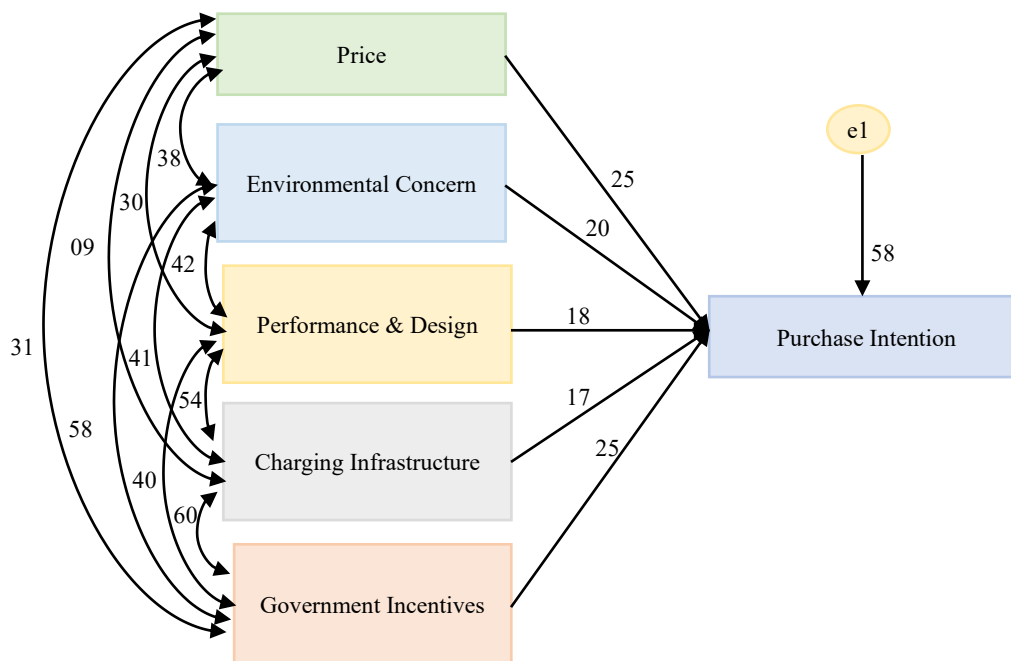 Price
e1
38
Environmental Concern
25
30
20
09
42
58
Performance & Design
18
Purchase Intention
31
41
54
17
58
Charging Infrastructure
25
40
60
Government Incentives